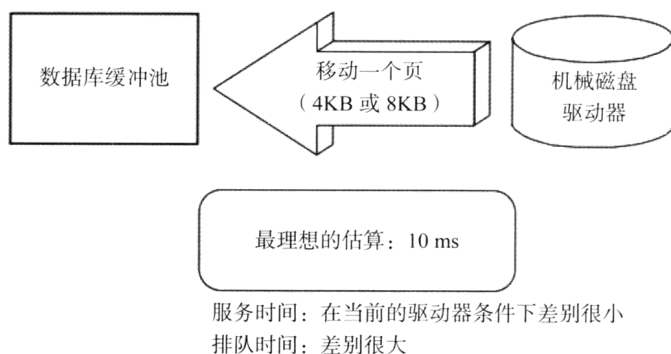 数据库缓冲池
移动一个页
（4KB 或 8KB）
机械磁盘
驱动器
最理想的估算：10 ms
服务时间：在当前的驱动器条件下差别很小
排队时间：差别很大